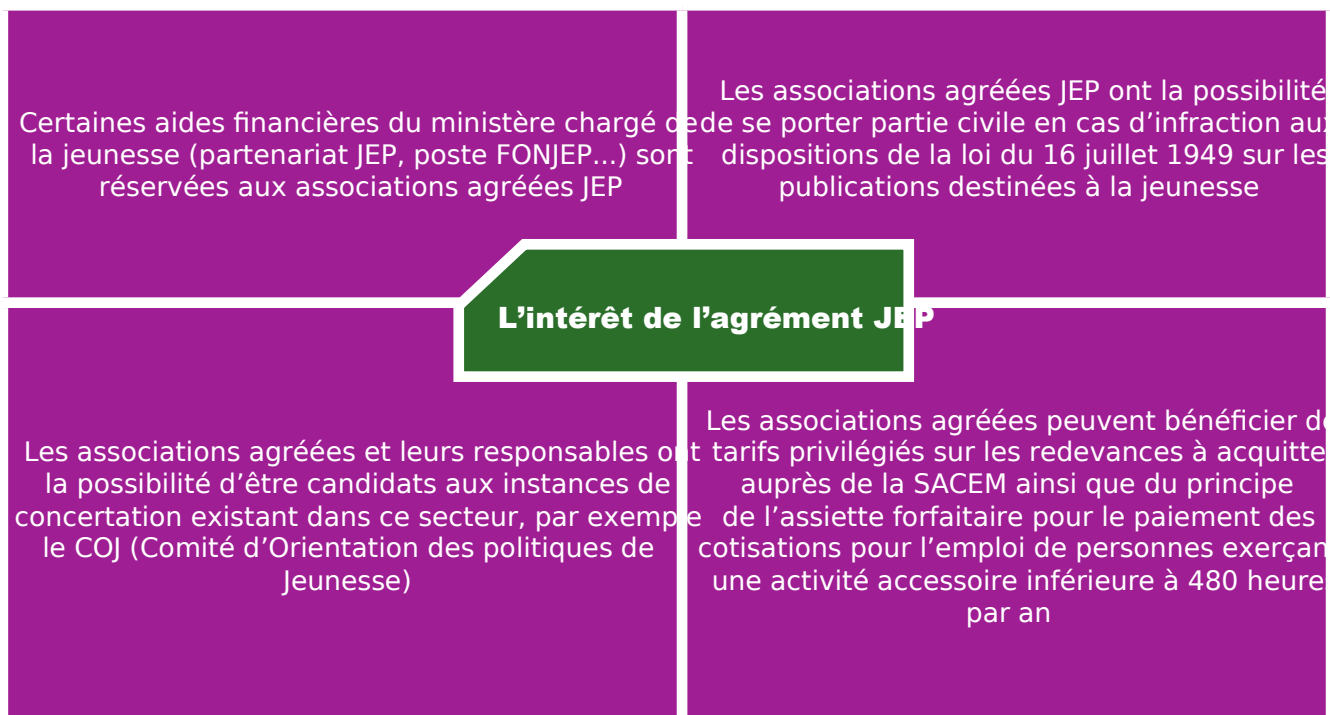 Certaines aides financières du ministère chargé de
la jeunesse (partenariat JEP, poste FONJEP...) sont
réservées aux associations agréées JEP
Les associations agréées JEP ont la possibilité
de se porter partie civile en cas d’infraction aux
dispositions de la loi du 16 juillet 1949 sur les
publications destinées à la jeunesse
L’intérêt de l’agrément JEP
Les associations agréées et leurs responsables ont
la possibilité d’être candidats aux instances de
concertation existant dans ce secteur, par exemple
le COJ (Comité d’Orientation des politiques de
Jeunesse)
Les associations agréées peuvent bénéficier de
tarifs privilégiés sur les redevances à acquitte
auprès de la SACEM ainsi que du principe
de l’assiette forfaitaire pour le paiement des
cotisations pour l’emploi de personnes exerçan
une activité accessoire inférieure à 480 heure
par an